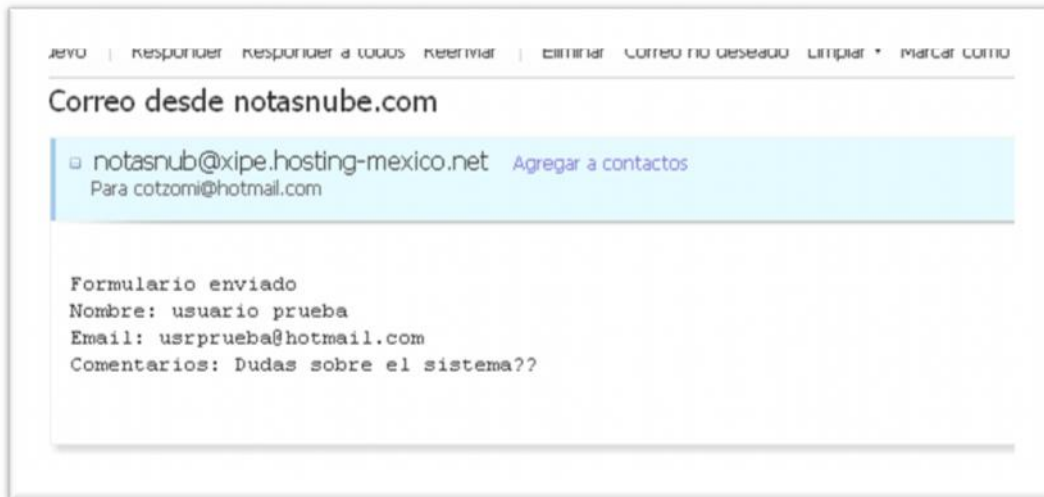 uevo | Responder Responder a todos Reenviar | Eliminar Correo no deseado Limpiar Marcar como
Correo desde notasnube.com
notasnub@xipe.hosting-mexico.net Agregar a contactos
Para cotzomi@hotmail.com
Formulario enviado
Nombre: usuario prueba
Email: usrprueba@hotmail.com
Comentarios: Dudas sobre el sistema??